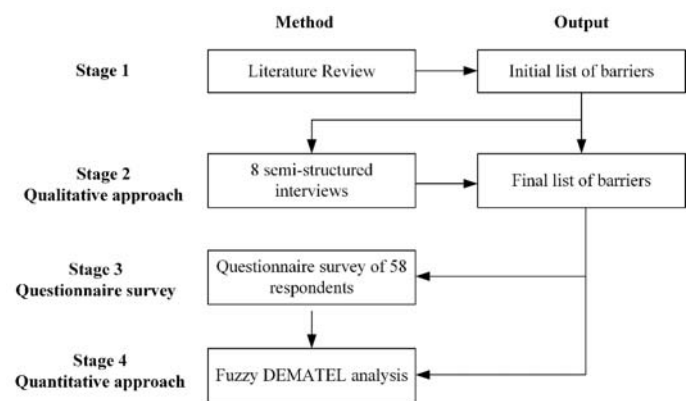 Method
Output
Stage 1
Literature Review
Initial list of barriers
Stage 2
Qualitative approach
8 semi-structured
interviews
Final list of barriers
Stage 3
Questionnaire survey
Questionnaire survey of 58
respondents
Stage 4
Quantitative approach
Fuzzy DEMATEL analysis